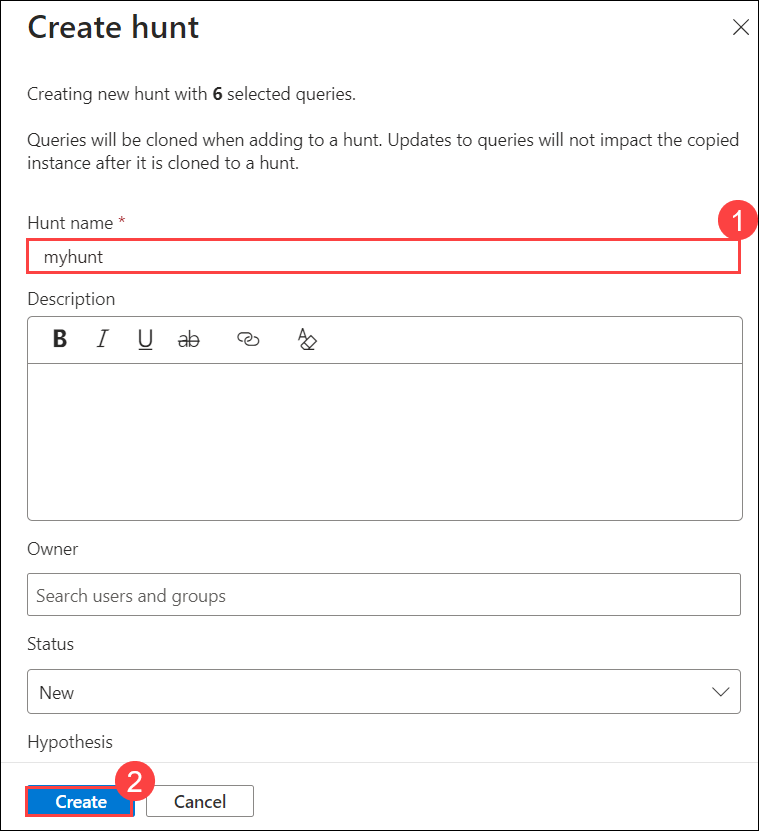 Create hunt
Creating new hunt with 6 selected queries.
Queries will be cloned when adding to a hunt. Updates to queries will not impact the copied
instance after it is cloned to a hunt.
Hunt name *
1
myhunt
Description
B I U ab
Owner
Search users and groups
Status
New
Hypothesis
2
Create Cancel